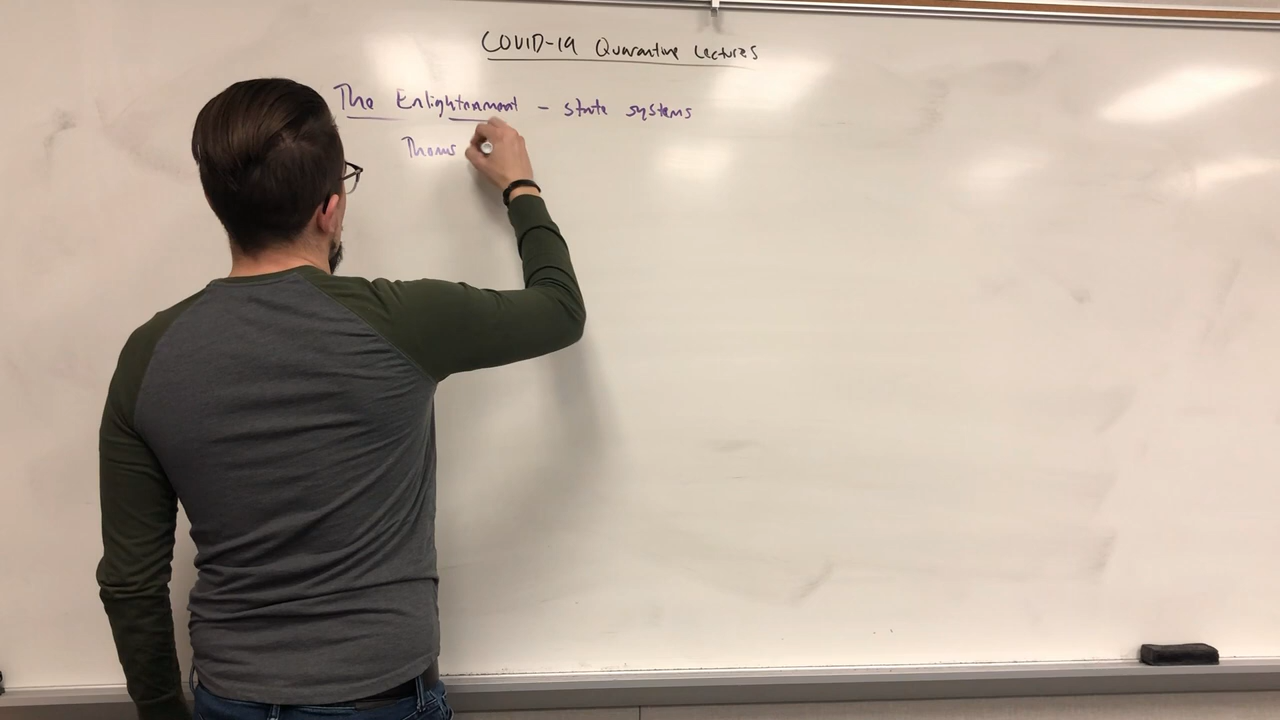 COVID-19 Quarantine Lectures
The Enlightenment - state systems
Thomas